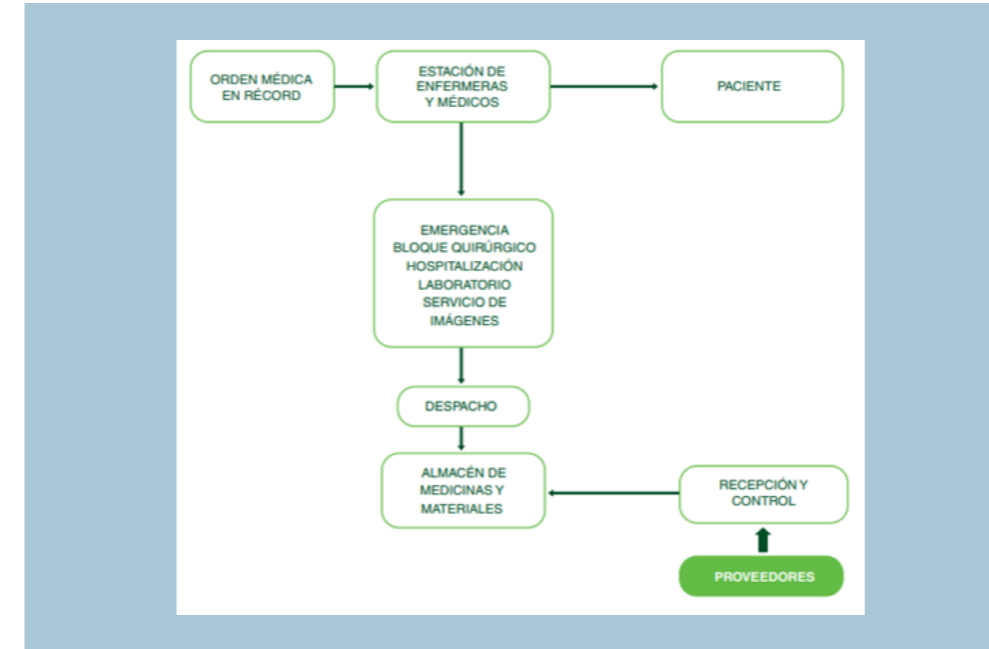 ORDEN MÉDICA
EN RÉCORD
ESTACIÓN DE
ENFERMERAS
Y MÉDICOS
PACIENTE
EMERGENCIA
BLOQUE QUIRÚRGICO
HOSPITALIZACIÓN
LABORATORIO
SERVICIO DE
IMÁGENES
DESPACHO
ALMACÉN DE
MEDICINAS Y
MATERIALES
RECEPCIÓN Y
CONTROL
PROVEEDORES